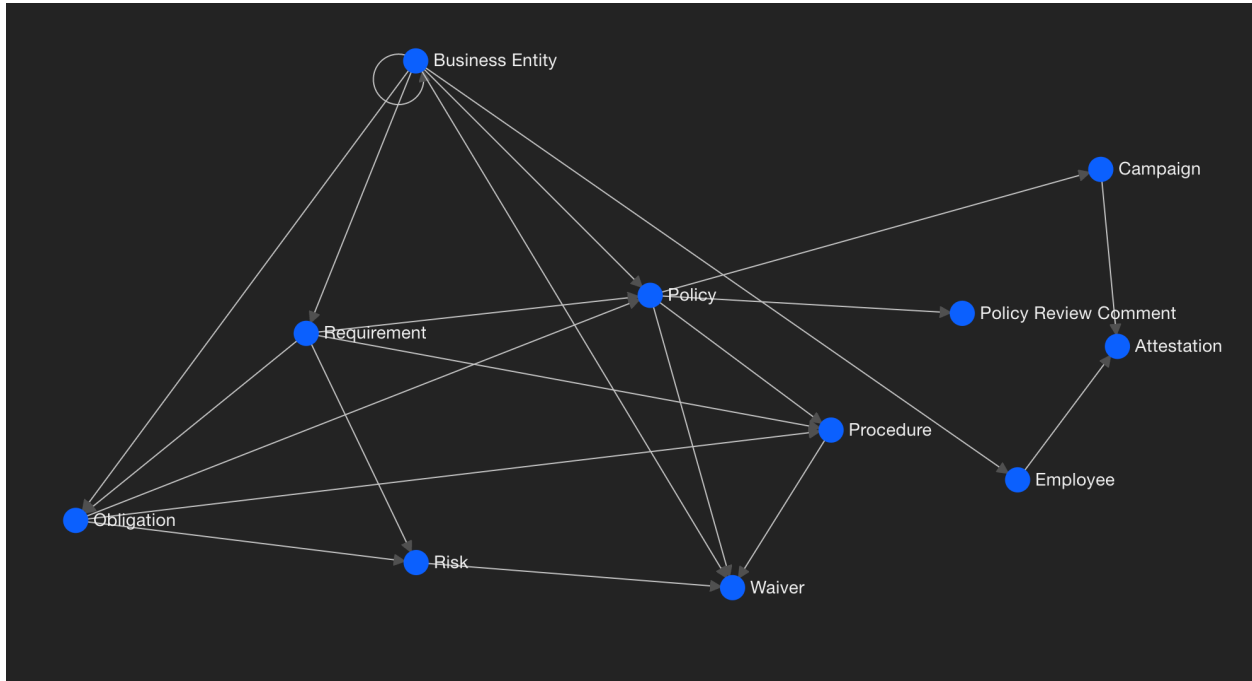 Business Entity
Campaign
Policy
Policy Review Comment
Requirement
Attestation
Procedure
Employee
Obligation
Risk
Waiver